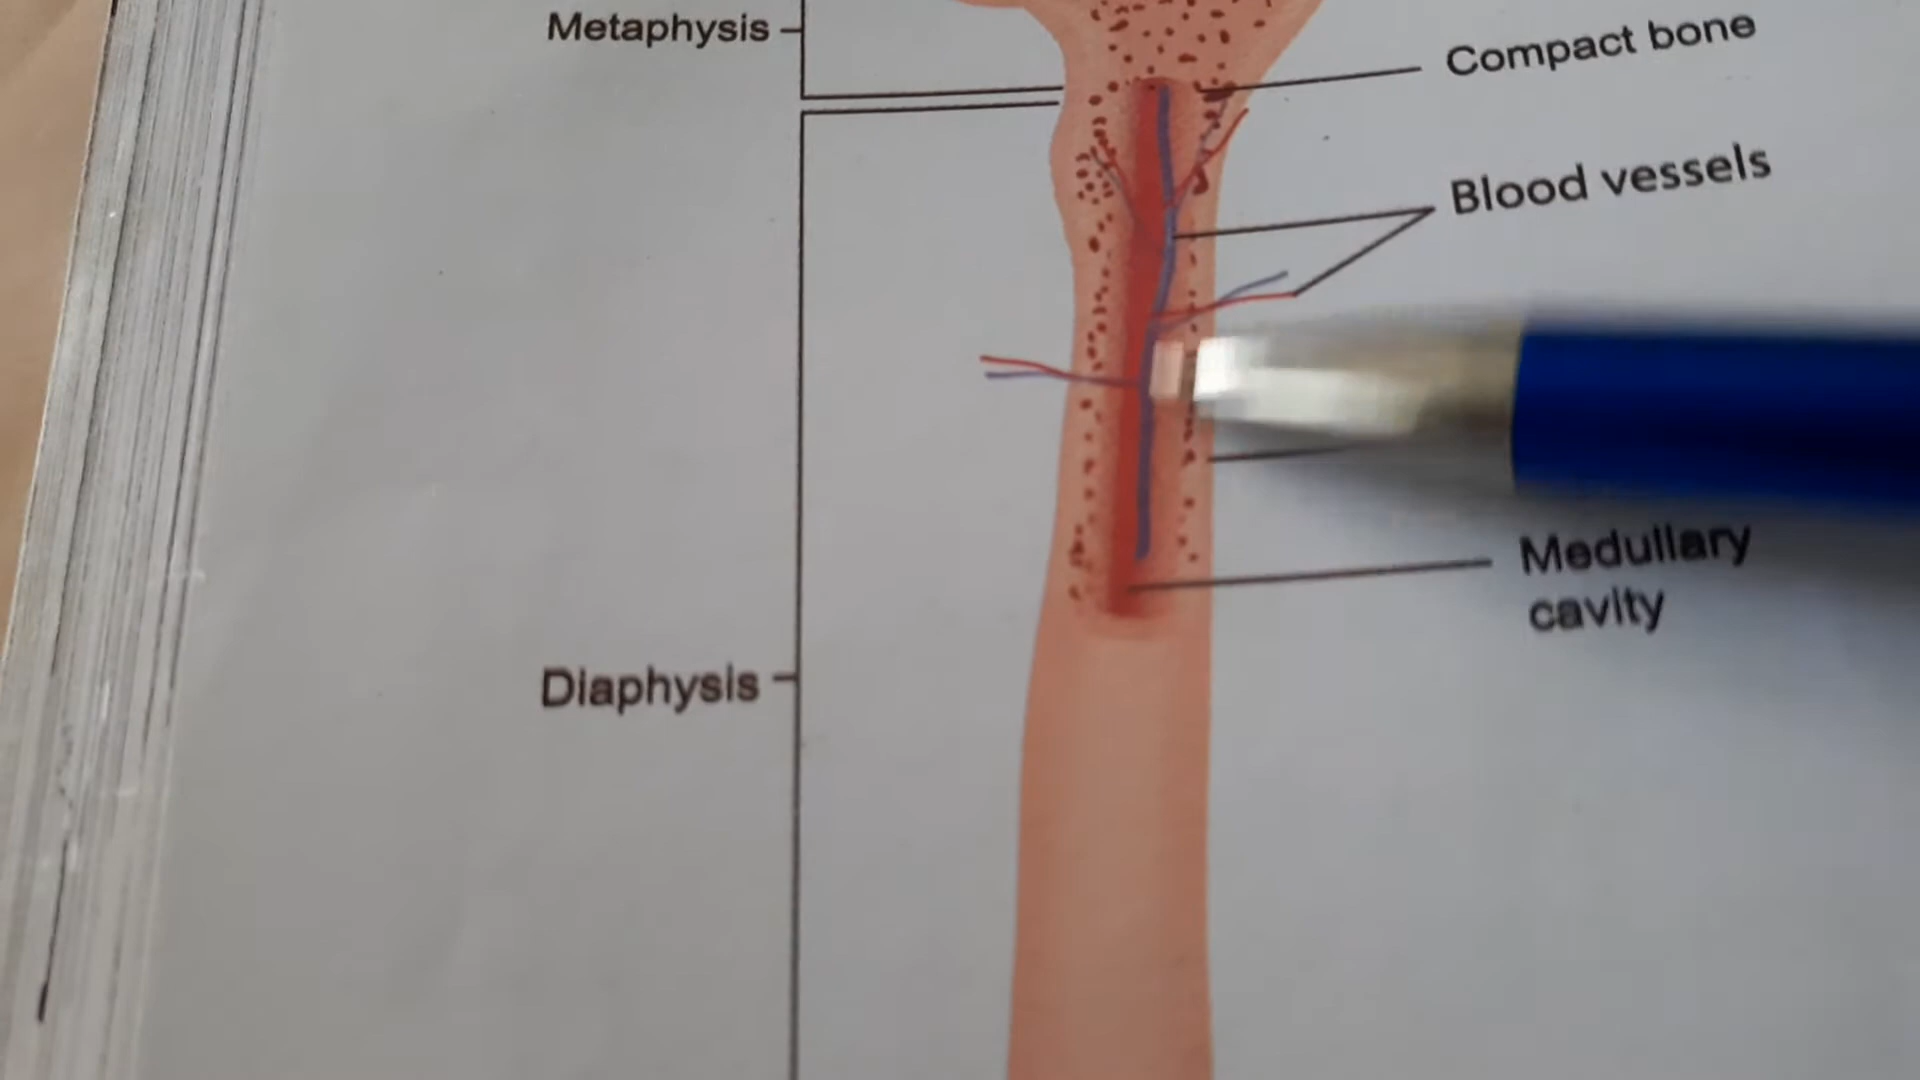 Metaphysis
Compact bone
Blood vessels
Medullary
cavity
Diaphysis